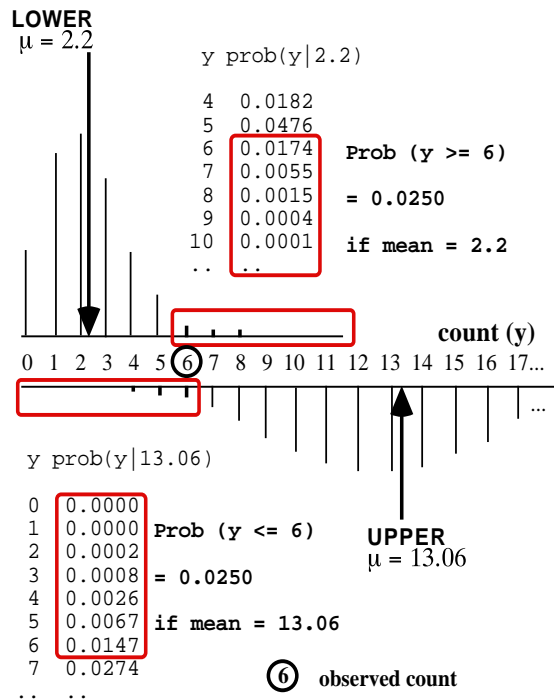 LOWER
μ = 2.2
y prob(y|2.2)
4 0.0182
5 0.0476
6 0.0174
7 0.0055
8 0.0015
9 0.0004
10 0.0001
.. ..
Prob (y >= 6)
= 0.0250
if mean = 2.2
count (y)
0 1 2 3 4 5 6 7 8 9 10 11 12 13 14 15 16 17...
...
y prob(y|13.06)
0 0.0000
1 0.0000
2 0.0002
3 0.0008
4 0.0026
5 0.0067
6 0.0147
7 0.0274
.. ..
Prob (y <= 6)
= 0.0250
if mean = 13.06
UPPER
μ = 13.06
6 observed count